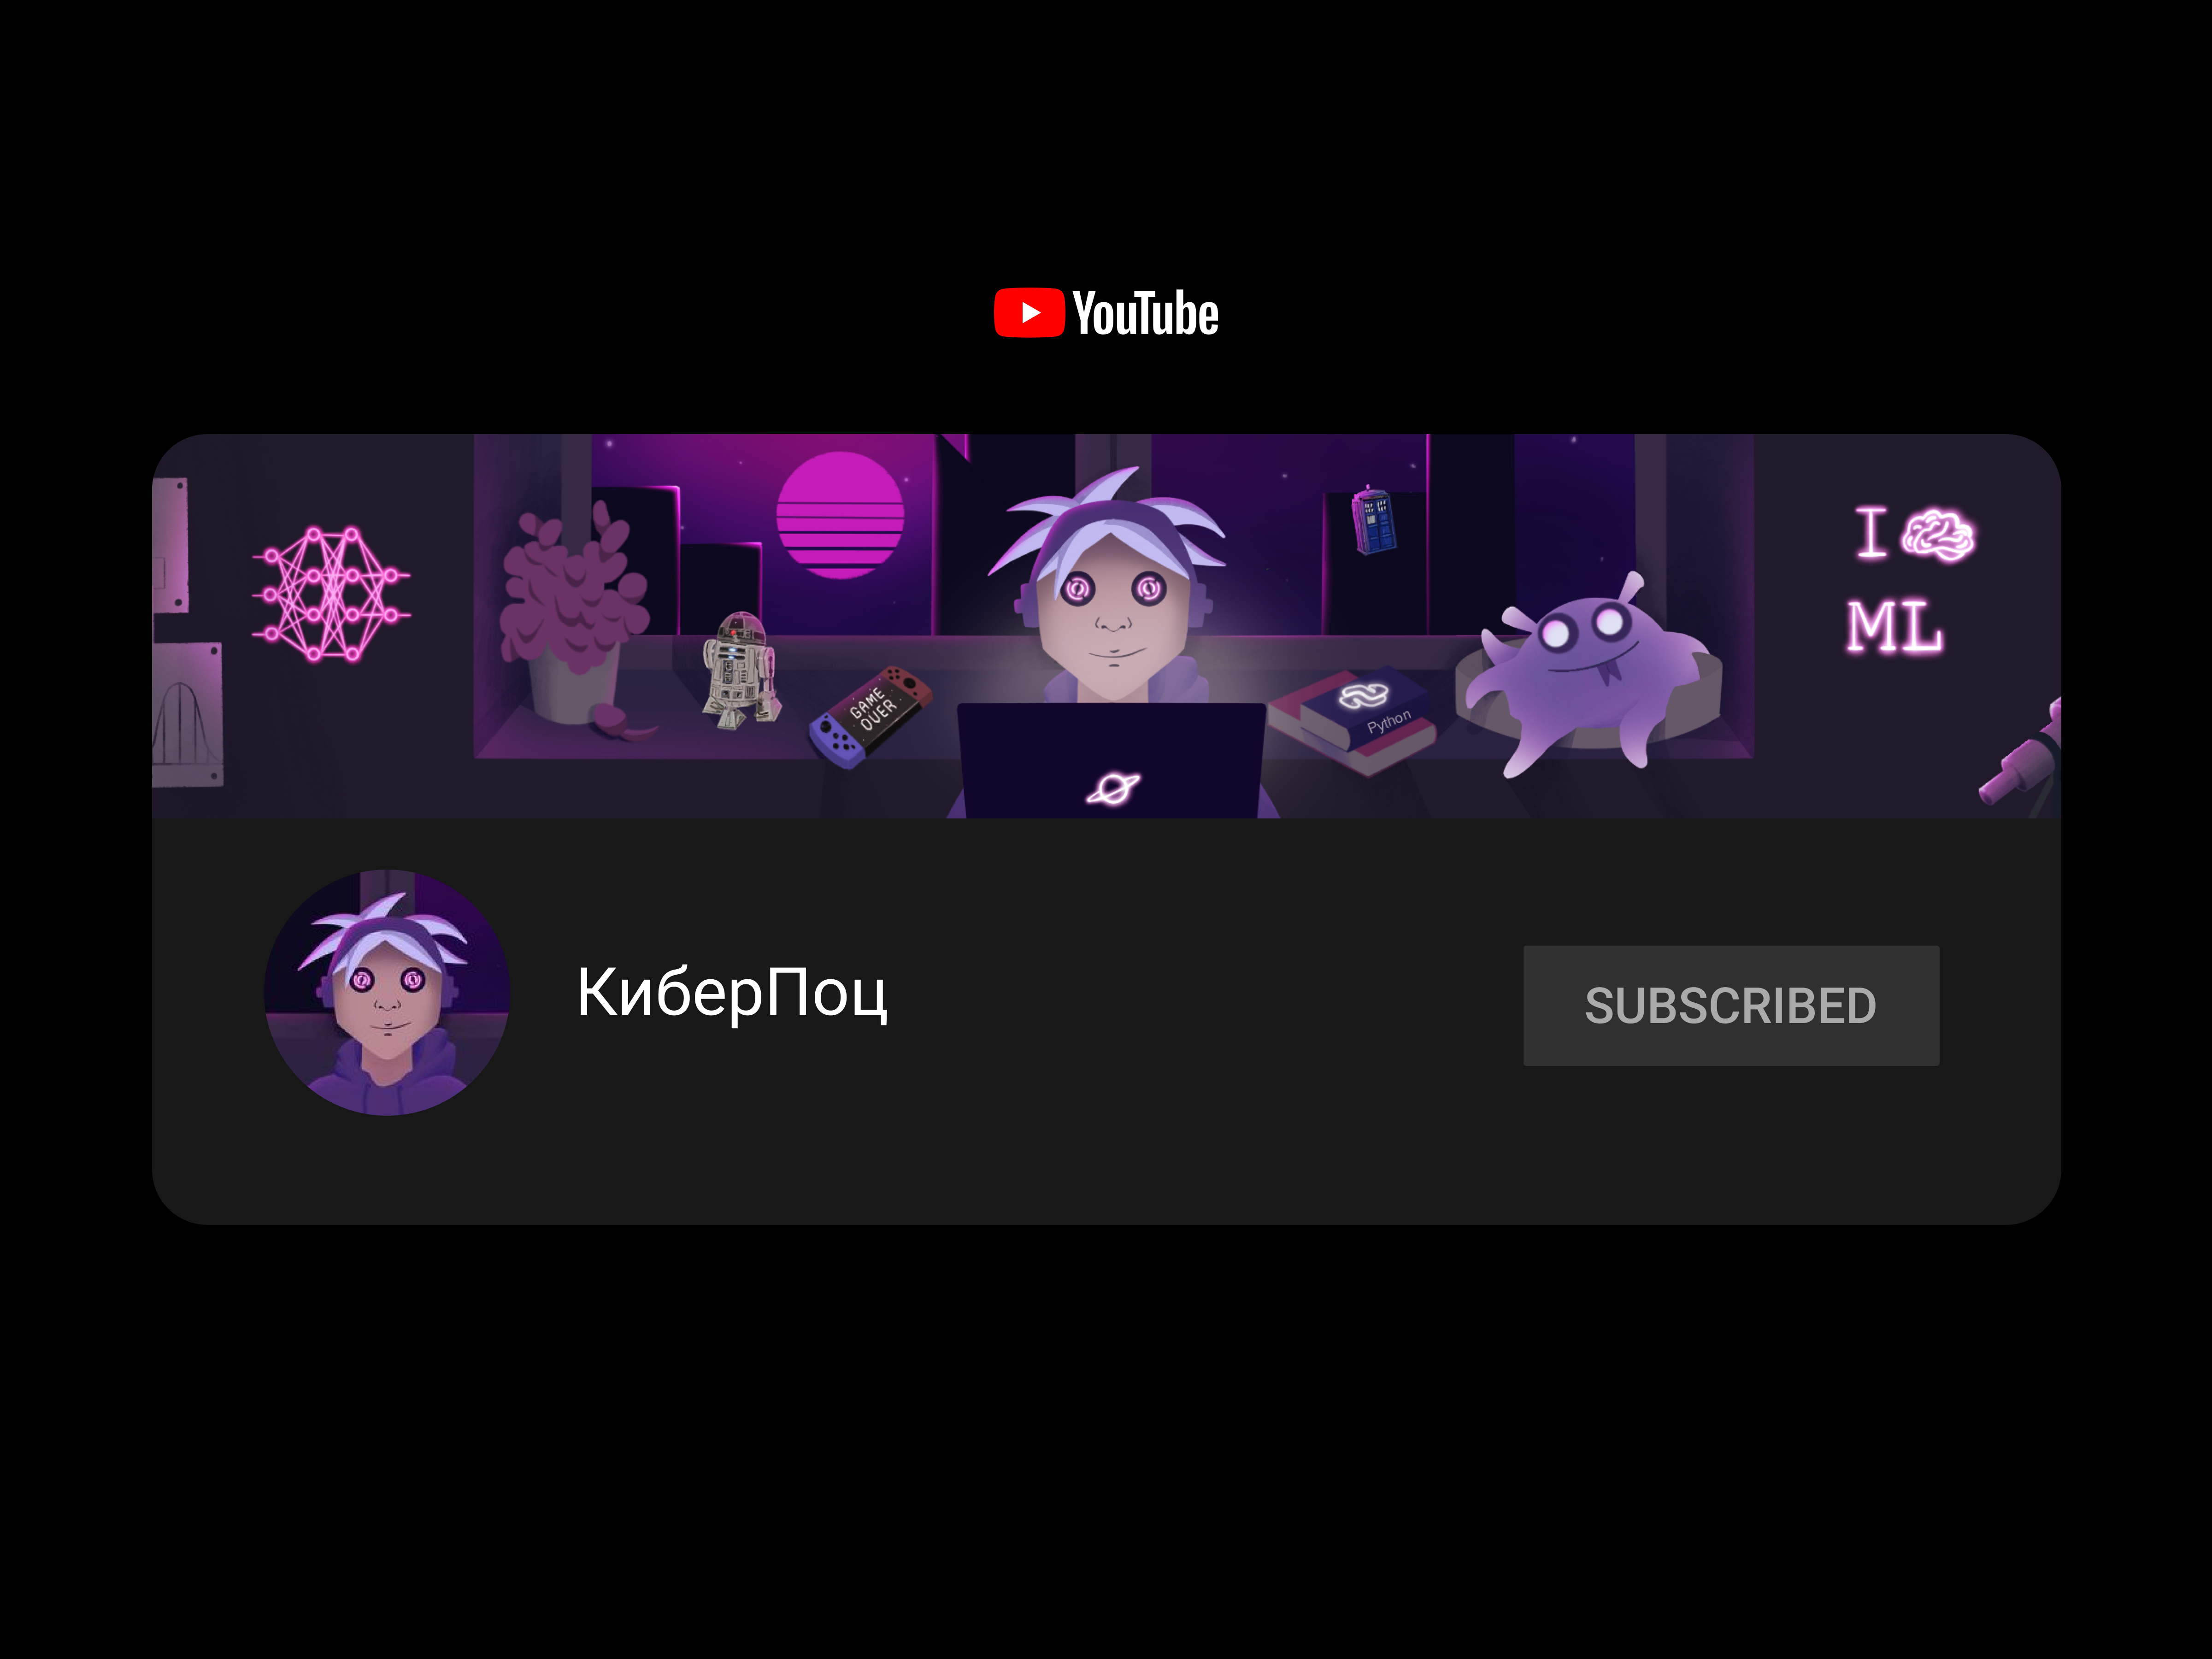 YouTube
I
ML
GAME
OVER
Python
КиберПоц
SUBSCRIBED